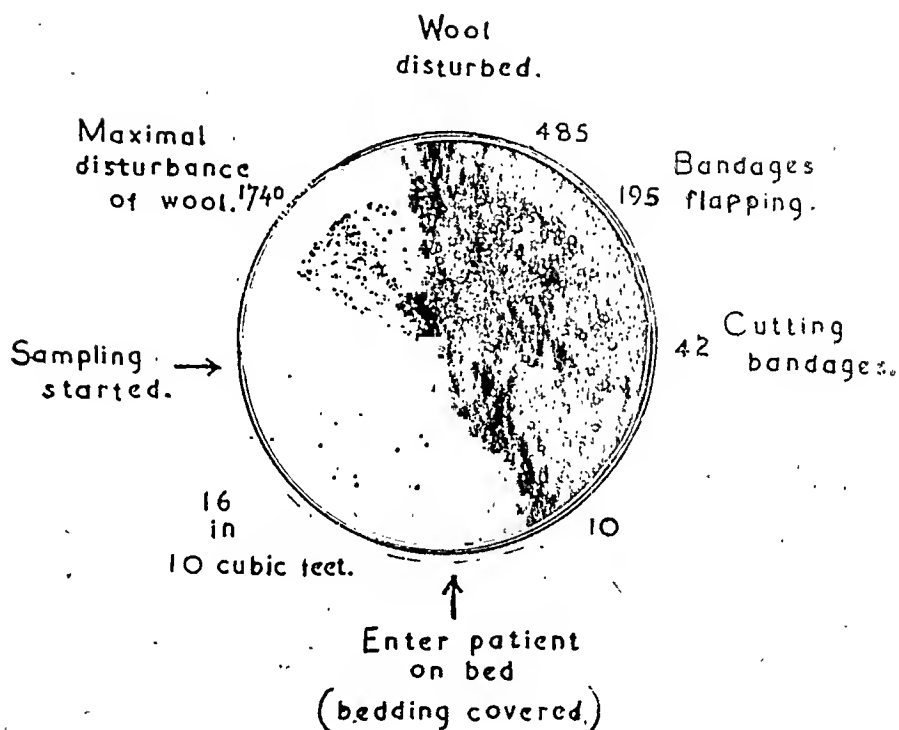 Wool
disturbed.
485
Maximal
disturbance
of wool. 1740
Bandages
195 flapping.
Sampling
started.
42 Cutting
bandages.
16
in
10 cubic feet.
10
Enter patient
on bed
(bedding covered.)